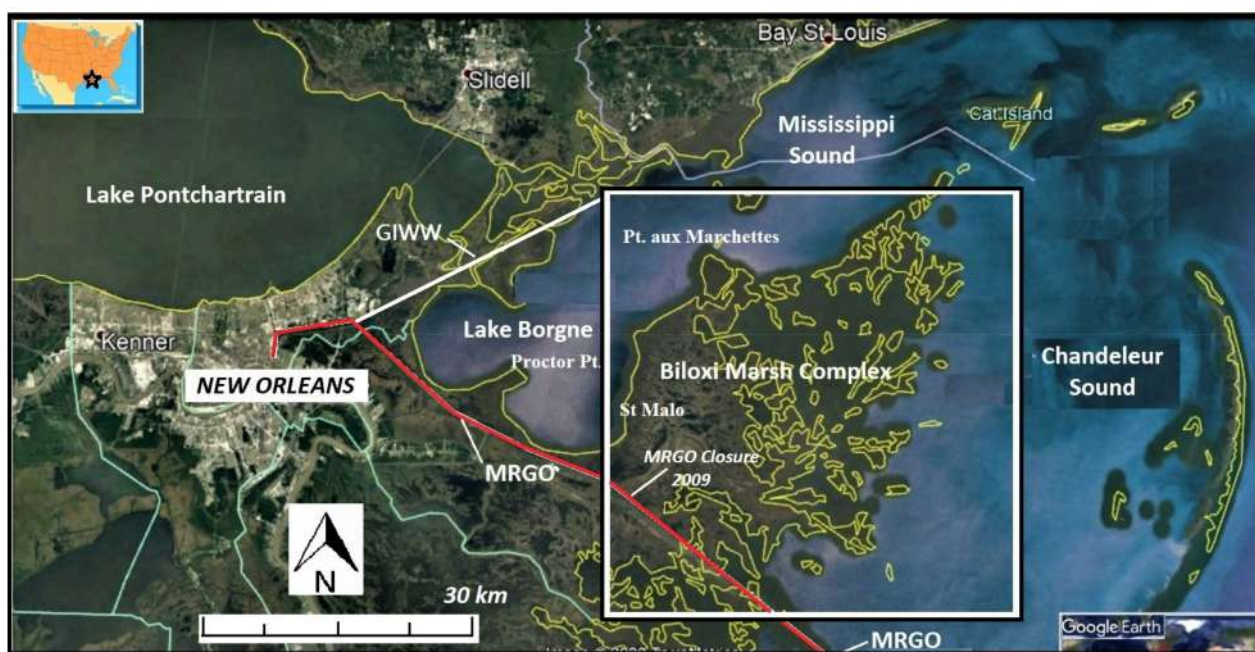 Bay St Louis
Slidell
Cat Island
Mississippi
Sound
Lake Pontchartrain
GIWW
Pt. aux Marchettes
Kenner
Lake Borgne
Proctor Pt.
Chandeleur
Sound
Biloxi Marsh Complex
NEW ORLEANS
St Malo
MRGO Closure
2009
MRGO
N
30 km
MRGO
Google Earth